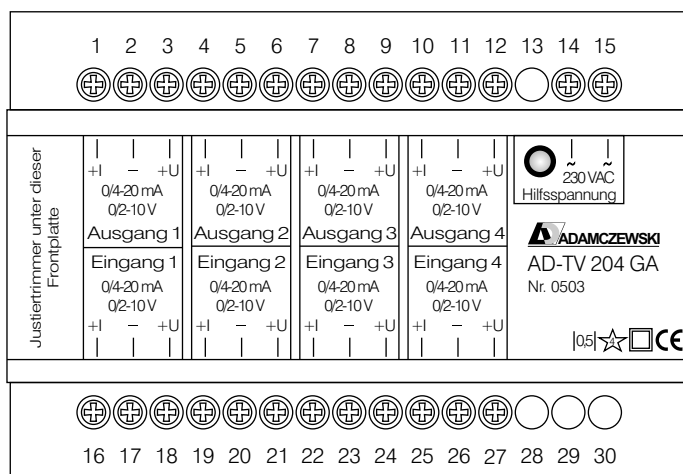 1 2 3 4 5 6 7 8 9 10 11 12 13 14 15
Justiertrimmer unter dieser
Frontplatte
+I – +U +I – +U +I – +U +I – +U
0/4-20 mA 0/4-20 mA 0/4-20 mA 0/4-20 mA
0/2-10 V 0/2-10 V 0/2-10 V 0/2-10 V
Ausgang 1 Ausgang 2 Ausgang 3 Ausgang 4
Eingang 1 Eingang 2 Eingang 3 Eingang 4
0/4-20 mA 0/4-20 mA 0/4-20 mA 0/4-20 mA
0/2-10 V 0/2-10 V 0/2-10 V 0/2-10 V
+I – +U +I – +U +I – +U +I – +U
~ ~
230 VAC
Hilfsspannung
ADAMCZEWSKI
AD-TV 204 GA
Nr. 0503
|0,5| 4 CE
16 17 18 19 20 21 22 23 24 25 26 27 28 29 30